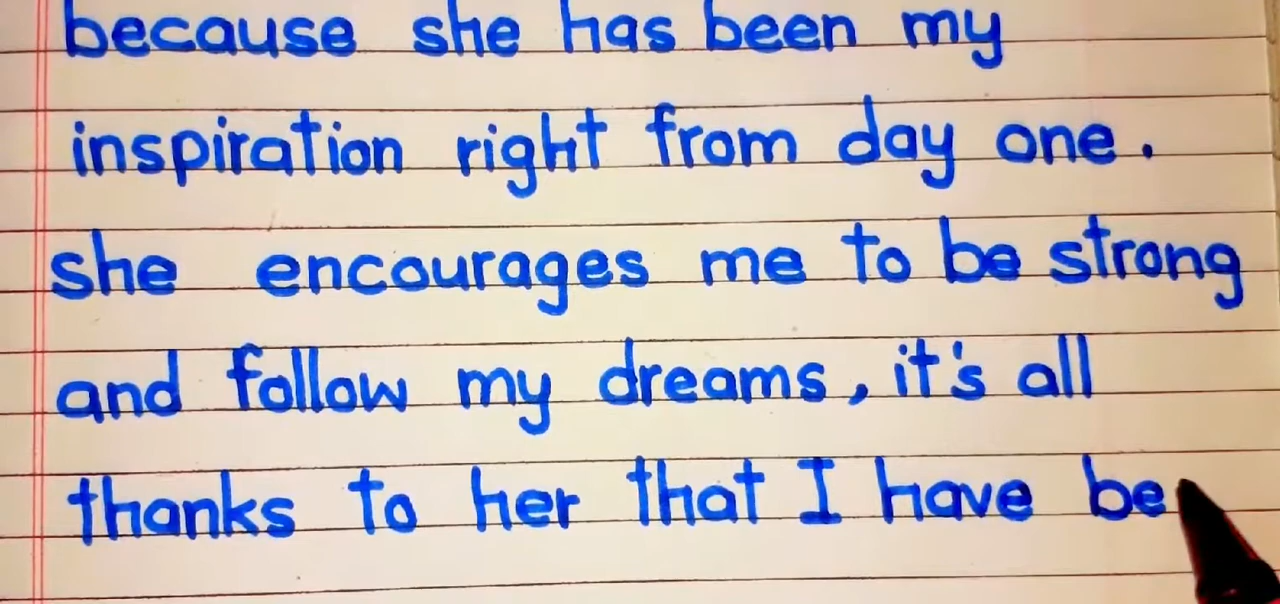 because she has been my
inspiration right from day one.
she encourages me to be strong
and follow my dreams, it's all
thanks to her that I have be